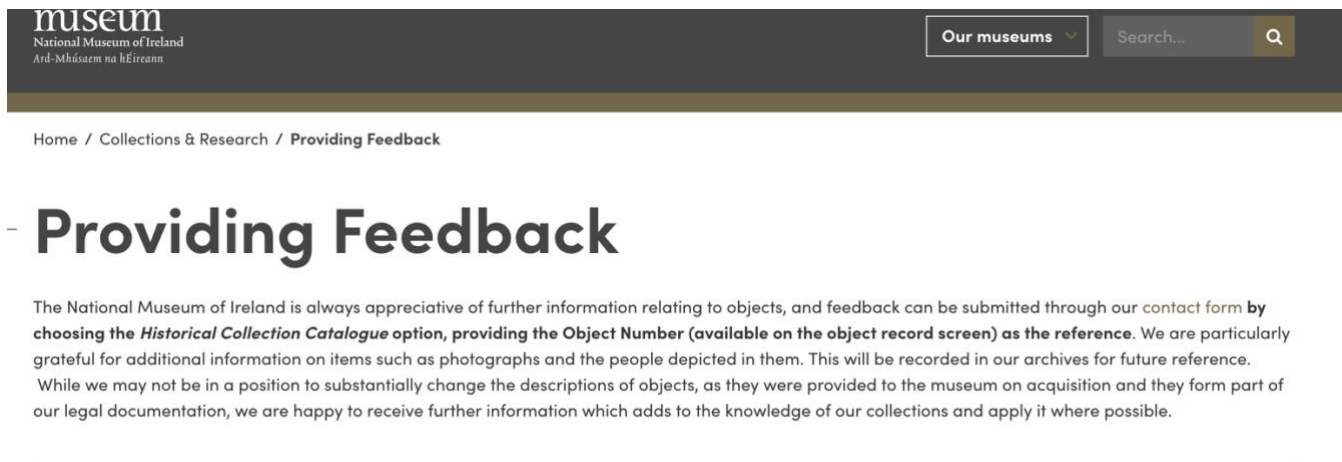 museum
National Museum of Ireland
Ard-Mhúsaem na hÉireann
Our museums
Search...
Home / Collections & Research / Providing Feedback
Providing Feedback
The National Museum of Ireland is always appreciative of further information relating to objects, and feedback can be submitted through our contact form by
choosing the Historical Collection Catalogue option, providing the Object Number (available on the object record screen) as the reference. We are particularly
grateful for additional information on items such as photographs and the people depicted in them. This will be recorded in our archives for future reference.
While we may not be in a position to substantially change the descriptions of objects, as they were provided to the museum on acquisition and they form part of
our legal documentation, we are happy to receive further information which adds to the knowledge of our collections and apply it where possible.